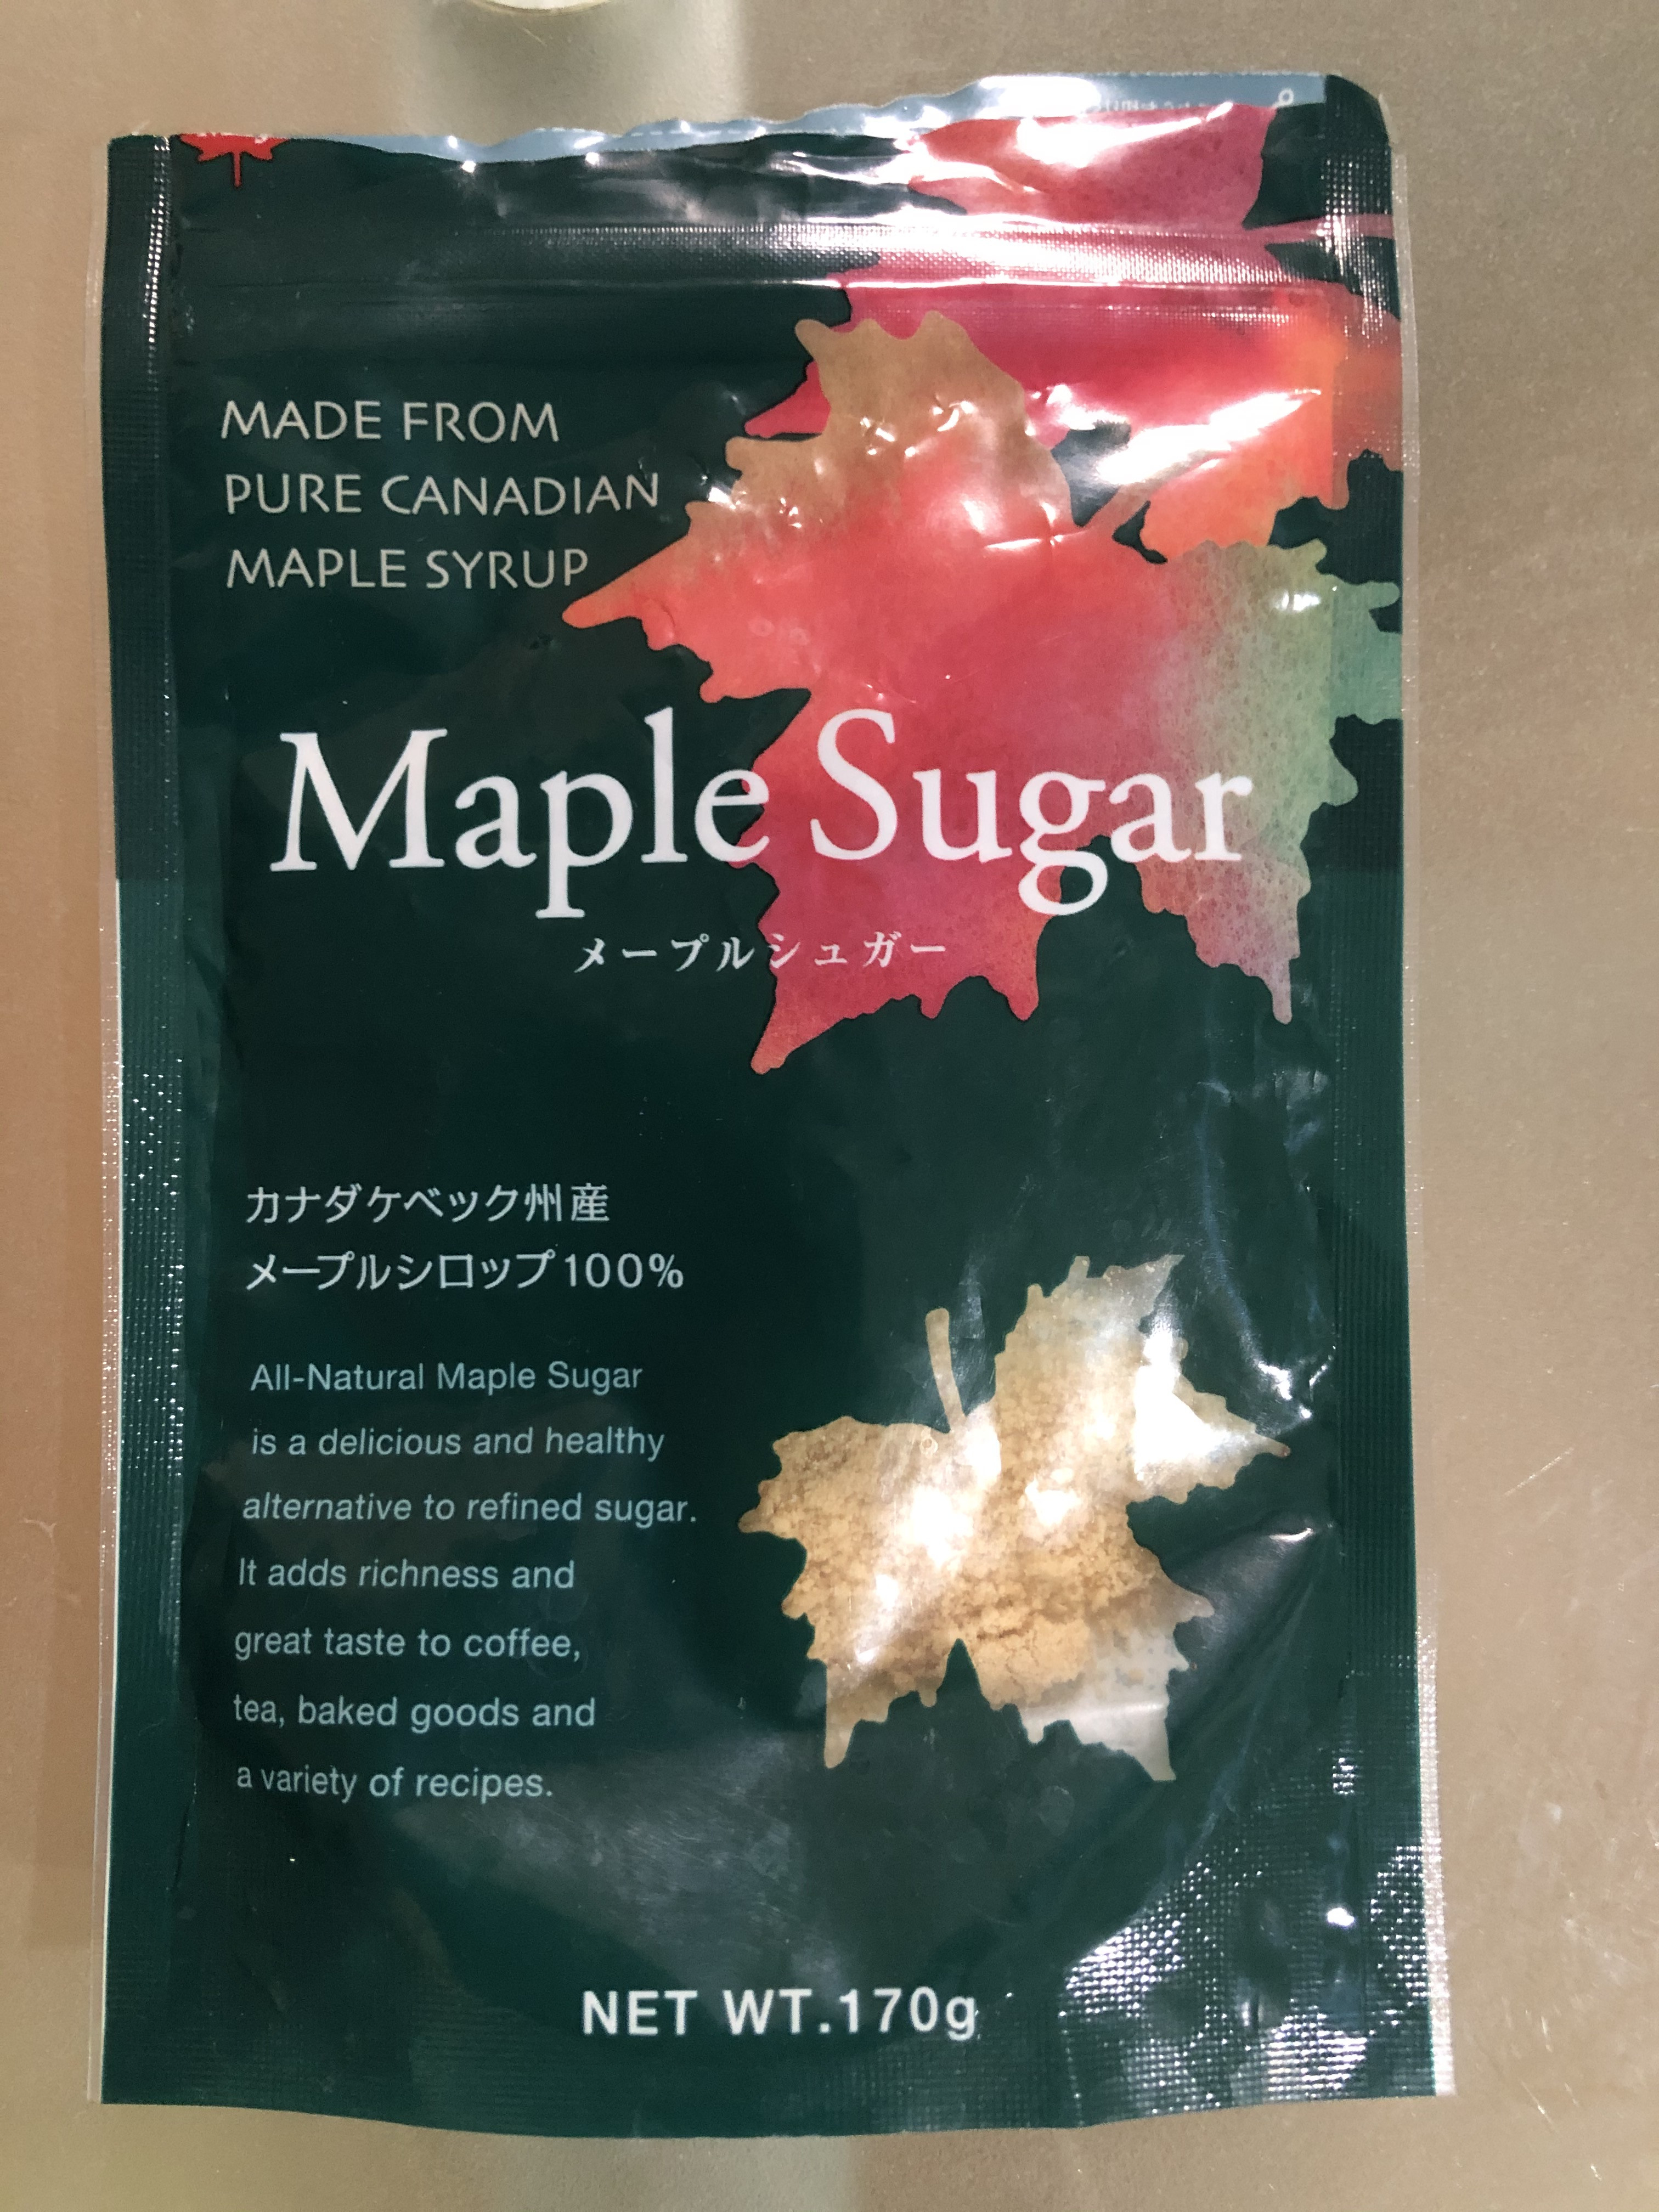 MADE FROM
PURE CANADIAN
MAPLE SYRUP
Maple Sugar
メープルシュガー
カナダケベック州産
メープルシロップ100%
All-Natural Maple Sugar
is a delicious and healthy
alternative to refined sugar.
It adds richness and
great taste to coffee,
tea, baked goods and
a variety of recipes.
NET WT.170g